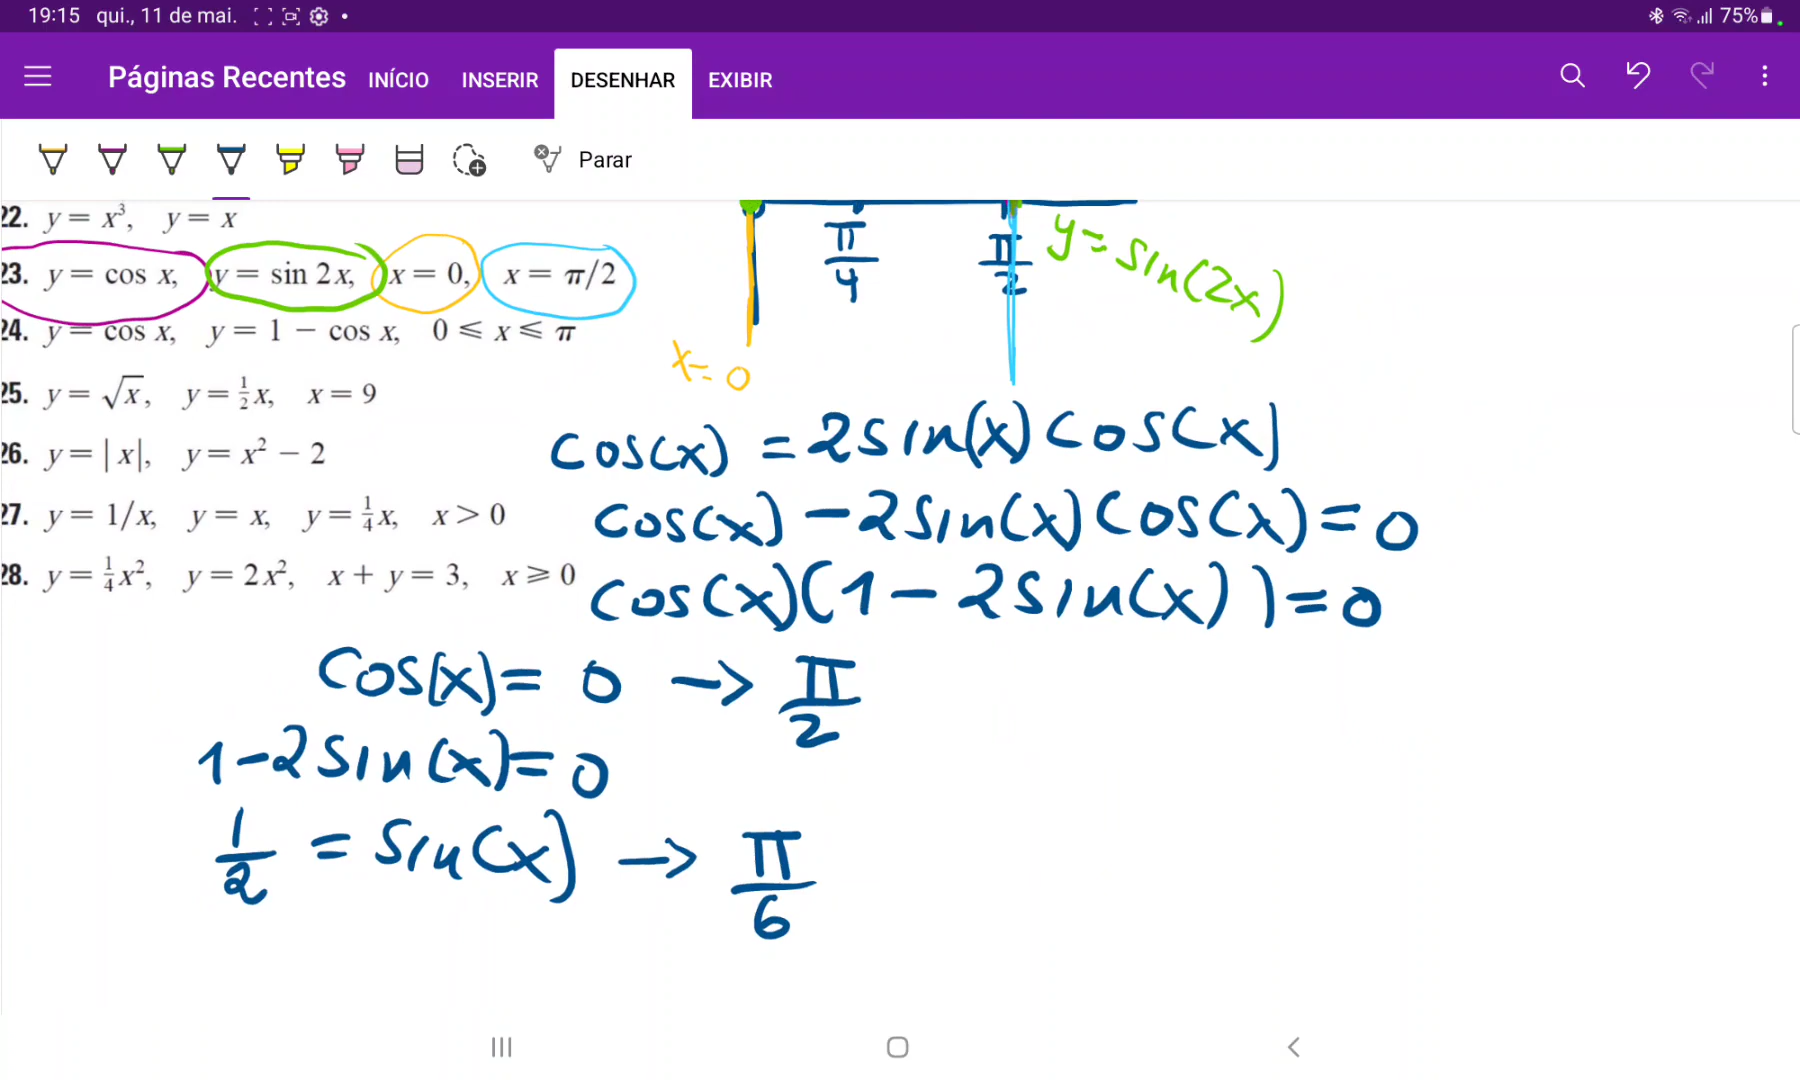 19:15 qui., 11 de mai. 75%
Páginas Recentes INÍCIO INSERIR DESENHAR EXIBIR
Parar
22. y = x³, y = x
23. y = cos x, y = sin 2x, x = 0, x = π/2
24. y = cos x, y = 1 − cos x, 0 ⩽ x ⩽ π
25. y = √x, y = ½x, x = 9
26. y = |x|, y = x² − 2
27. y = 1/x, y = x, y = ¼x, x > 0
28. y = ¼x², y = 2x², x + y = 3, x ⩾ 0
π/4 π/2 y = sin(2x)
x = 0
cos(x) = 2sin(x)cos(x)
cos(x) − 2sin(x)cos(x) = 0
cos(x)(1 − 2sin(x)) = 0
cos(x) = 0 → π/2
1 − 2sin(x) = 0
1/2 = sin(x) → π/6